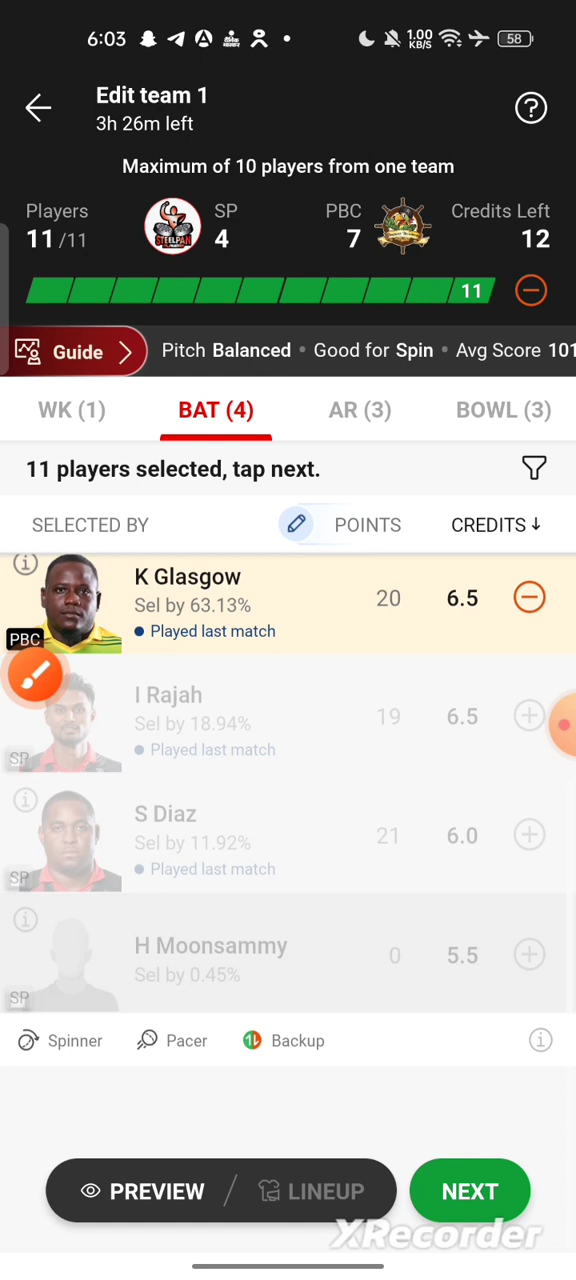 6:03
1.00
KB/S
58
Edit team 1
3h 26m left
Maximum of 10 players from one team
Players
11/11
STEELPAN
SP
4
PBC
7
Credits Left
12
11
Guide
Pitch Balanced • Good for Spin • Avg Score 101
WK (1)
BAT (4)
AR (3)
BOWL (3)
11 players selected, tap next.
SELECTED BY
POINTS
CREDITS↓
K Glasgow
Sel by 63.13%
Played last match
20
6.5
PBC
I Rajah
Sel by 18.94%
Played last match
19
6.5
SP
S Diaz
Sel by 11.92%
Played last match
21
6.0
SP
H Moonsammy
Sel by 0.45%
0
5.5
SP
Spinner
Pacer
Backup
PREVIEW / LINEUP
NEXT
XRecorder